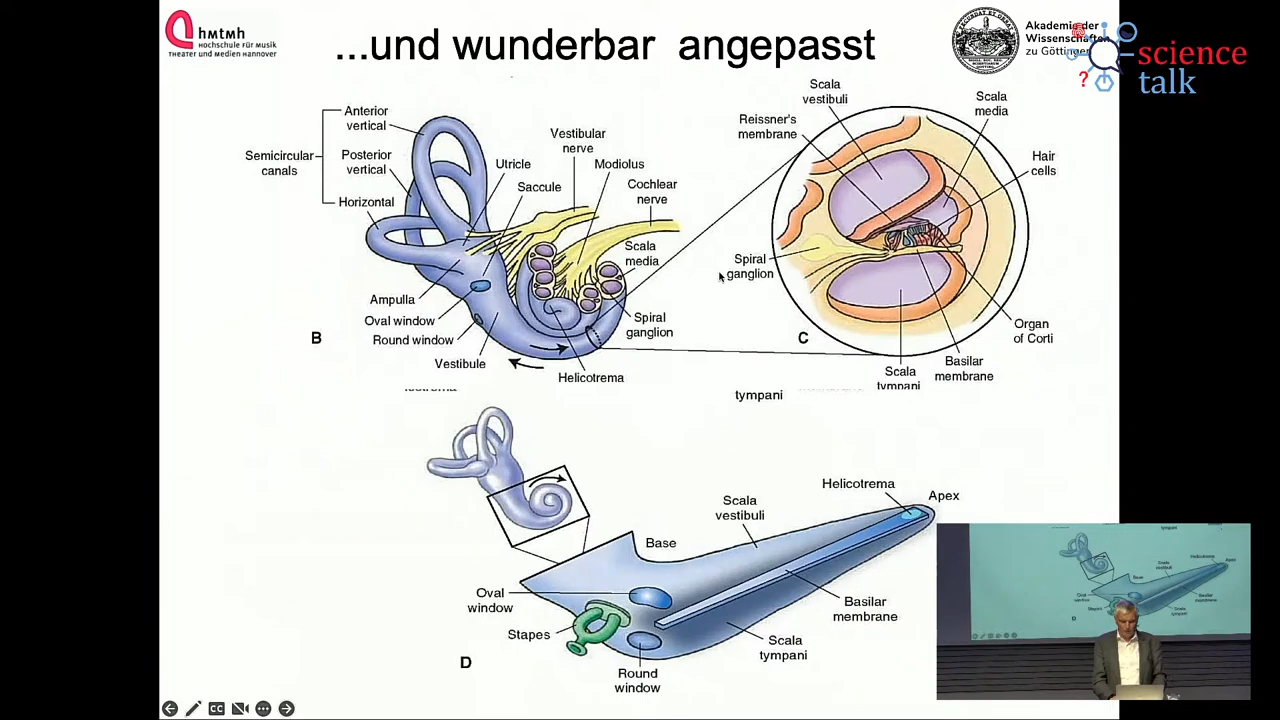 hmtmh
HOCHSCHULE FÜR MUSIK
THEATER UND MEDIEN HANNOVER
...und wunderbar angepasst
Akademie der
Wissenschaften
zu Göttingen
?
science
talk
Anterior
vertical
Semicircular
canals
Posterior
vertical
Horizontal
Utricle
Saccule
Vestibular
nerve
Modiolus
Cochlear
nerve
Scala
media
Spiral
ganglion
Ampulla
Oval window
Round window
Vestibule
Helicotrema
B
Scala
vestibuli
Reissner's
membrane
Scala
media
Hair
cells
Spiral
ganglion
Organ
of Corti
Basilar
membrane
Scala
tympani
C
tympani
Helicotrema
Apex
Scala
vestibuli
Base
Oval
window
Stapes
Basilar
membrane
Scala
tympani
Round
window
D
CC